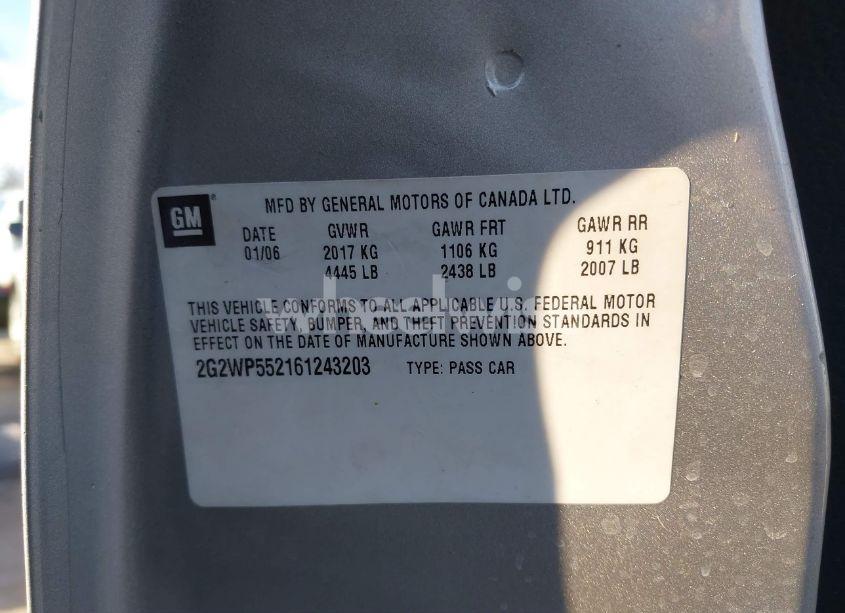 GM
MFD BY GENERAL MOTORS OF CANADA LTD.
DATE GVWR GAWR FRT GAWR RR
01/06 2017 KG 1106 KG 911 KG
4445 LB 2438 LB 2007 LB
THIS VEHICLE CONFORMS TO ALL APPLICABLE U.S. FEDERAL MOTOR
VEHICLE SAFETY, BUMPER, AND THEFT PREVENTION STANDARDS IN
EFFECT ON THE DATE OF MANUFACTURE SHOWN ABOVE.
2G2WP552161243203 TYPE: PASS CAR